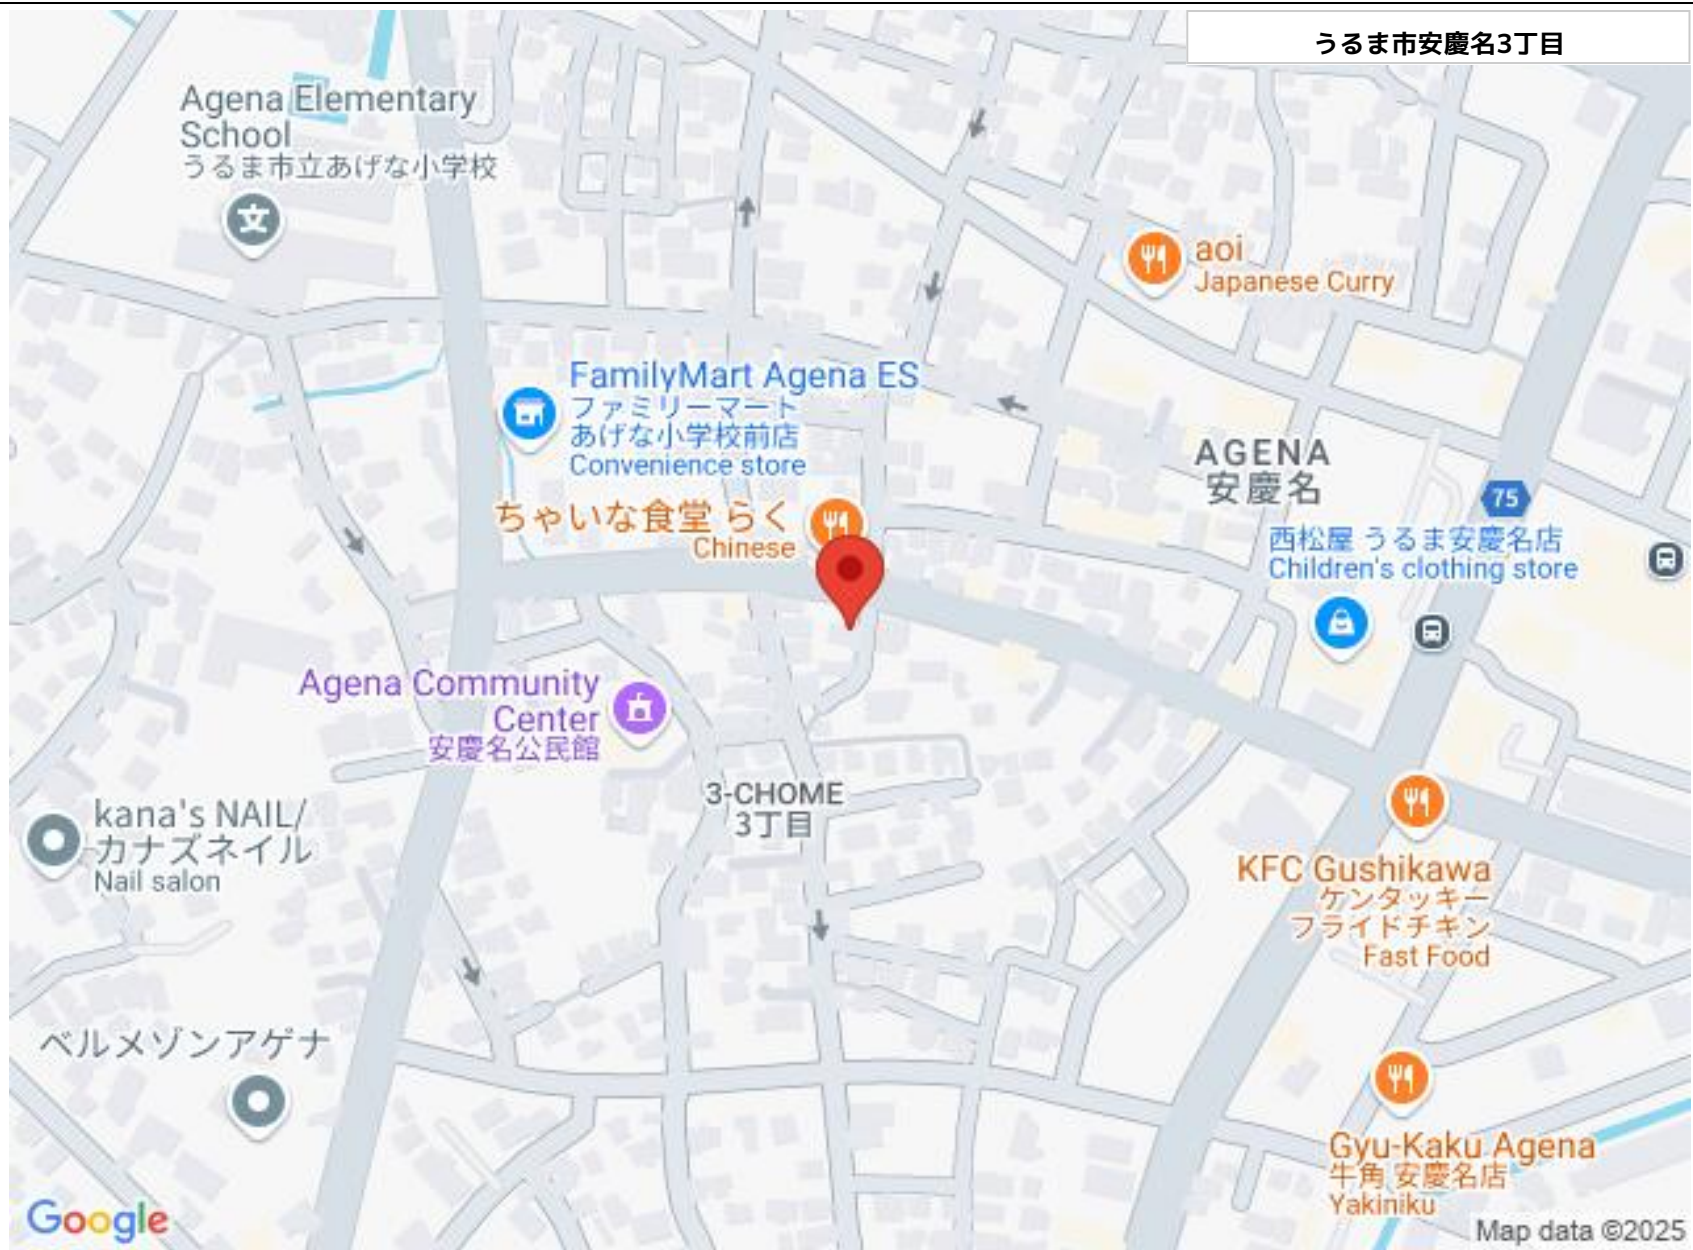 うるま市安慶名3丁目
Agena Elementary
School
うるま市立あげな小学校
文
aoi
Japanese Curry
FamilyMart Agena ES
ファミリーマート
あげな小学校前店
Convenience store
AGENA
安慶名
75
ちゃいな食堂 らく
Chinese
西松屋 うるま安慶名店
Children's clothing store
Agena Community
Center
安慶名公民館
3-CHOME
3丁目
kana's NAIL/
カナズネイル
Nail salon
KFC Gushikawa
ケンタッキー
フライドチキン
Fast Food
ベルメゾンアゲナ
Gyu-Kaku Agena
牛角 安慶名店
Yakiniku
Google
Map data ©2025